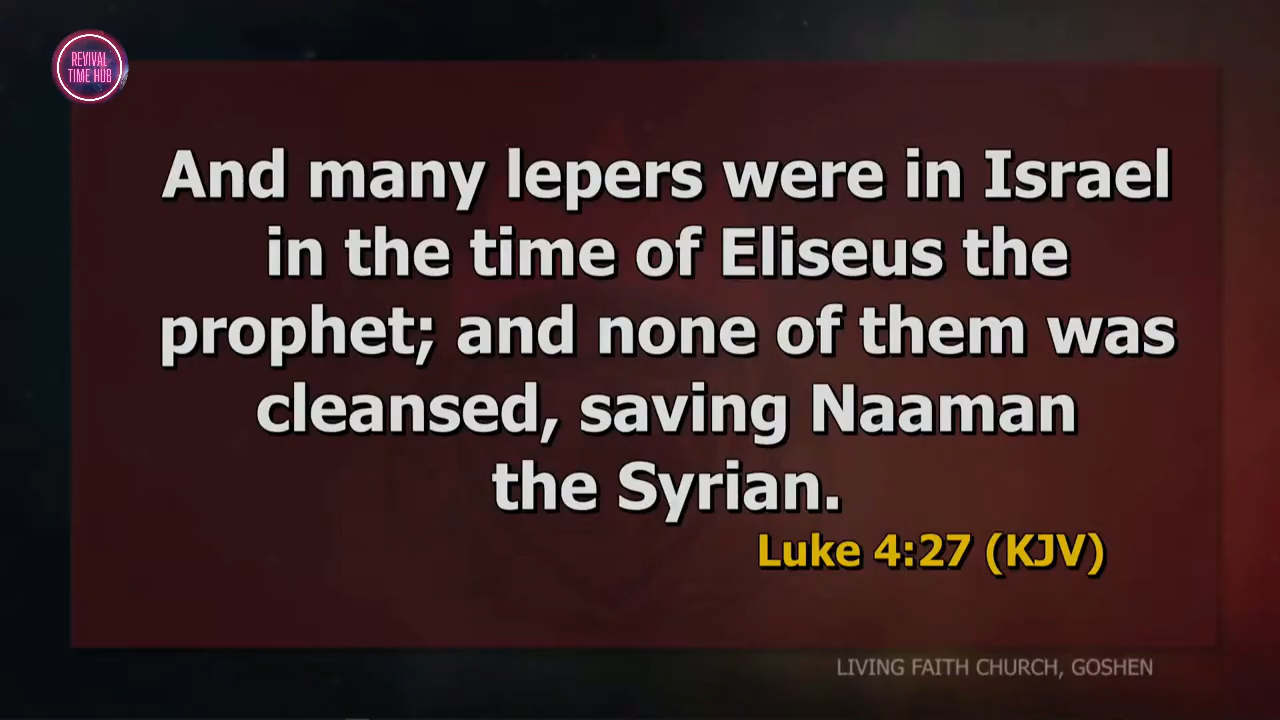 REVIVAL
TIME HUB
And many lepers were in Israel
in the time of Eliseus the
prophet; and none of them was
cleansed, saving Naaman
the Syrian.
Luke 4:27 (KJV)
LIVING FAITH CHURCH, GOSHEN